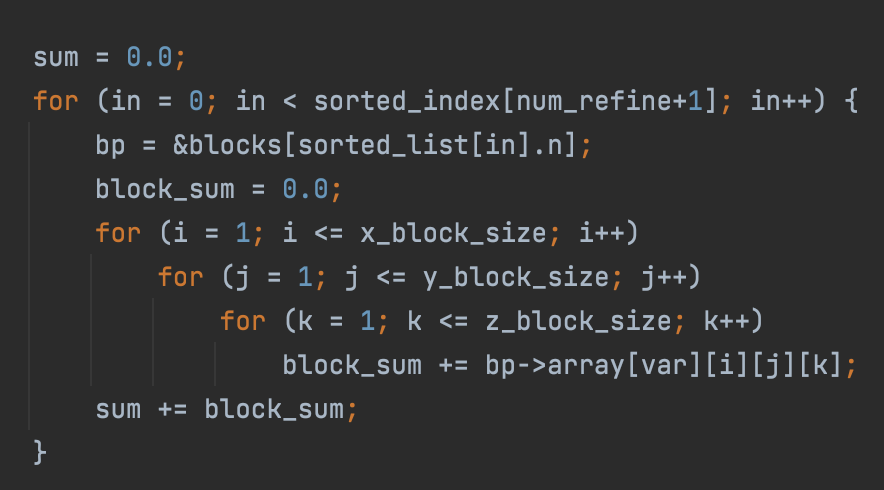 sum = 0.0;
for (in = 0; in < sorted_index[num_refine+1]; in++) {
    bp = &blocks[sorted_list[in].n];
    block_sum = 0.0;
    for (i = 1; i <= x_block_size; i++)
        for (j = 1; j <= y_block_size; j++)
            for (k = 1; k <= z_block_size; k++)
                block_sum += bp->array[var][i][j][k];
    sum += block_sum;
}